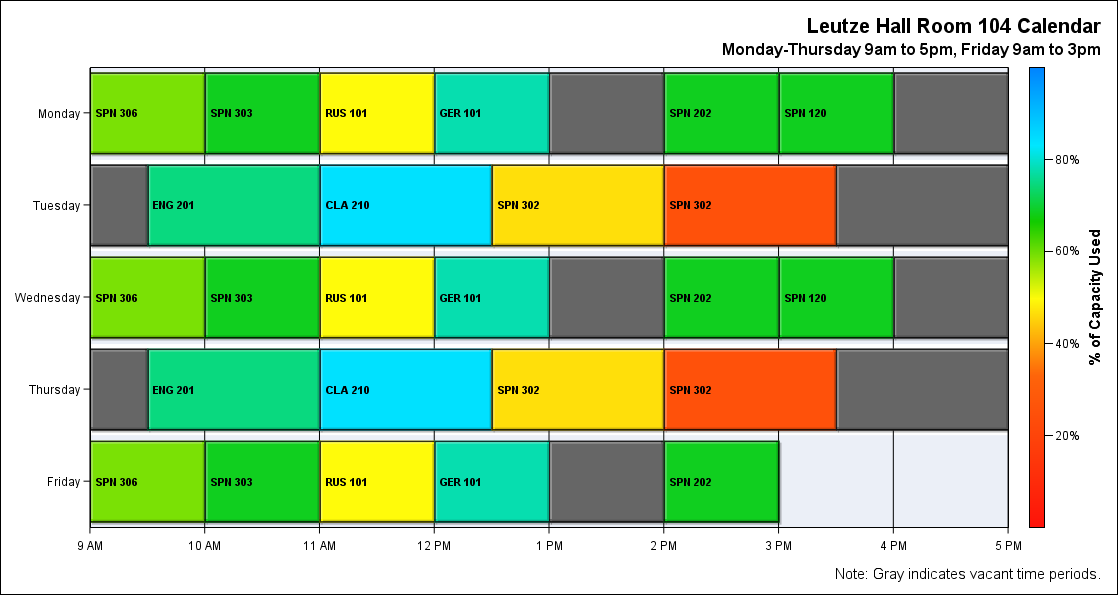 Leutze Hall Room 104 Calendar
Monday-Thursday 9am to 5pm, Friday 9am to 3pm
Monday
SPN 306
SPN 303
RUS 101
GER 101
SPN 202
SPN 120
Tuesday
ENG 201
CLA 210
SPN 302
SPN 302
Wednesday
SPN 306
SPN 303
RUS 101
GER 101
SPN 202
SPN 120
Thursday
ENG 201
CLA 210
SPN 302
SPN 302
Friday
SPN 306
SPN 303
RUS 101
GER 101
SPN 202
9 AM
10 AM
11 AM
12 PM
1 PM
2 PM
3 PM
4 PM
5 PM
80%
60%
40%
20%
% of Capacity Used
Note: Gray indicates vacant time periods.